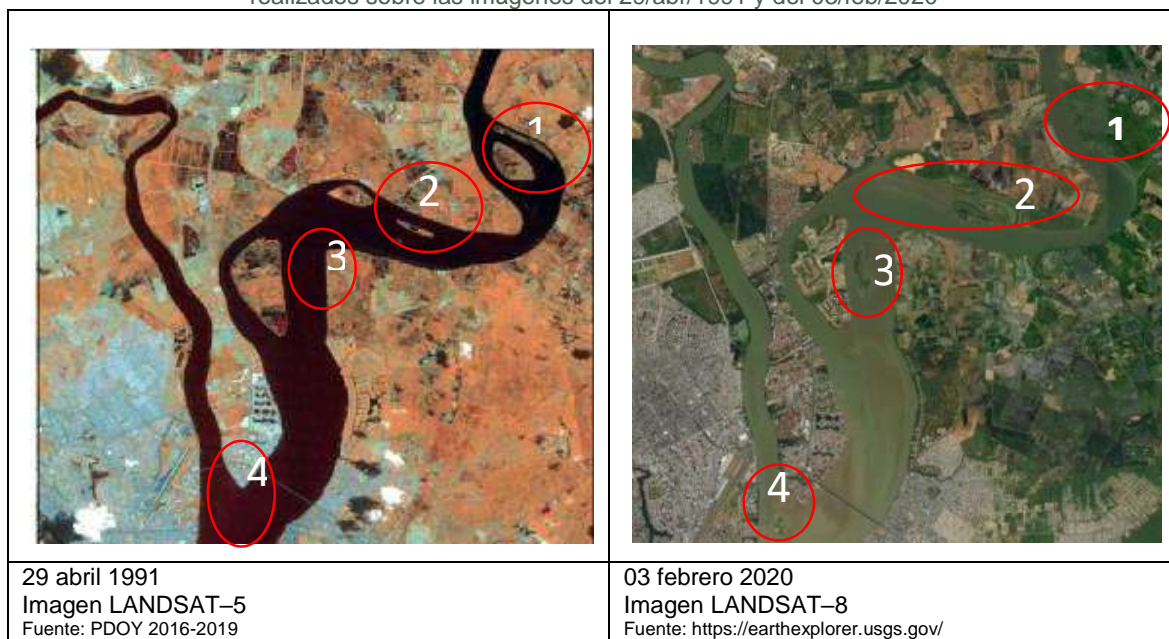 1
2
3
4
1
2
3
4
29 abril 1991
Imagen LANDSAT–5
Fuente: PDOY 2016-2019
03 febrero 2020
Imagen LANDSAT–8
Fuente: https://earthexplorer.usgs.gov/